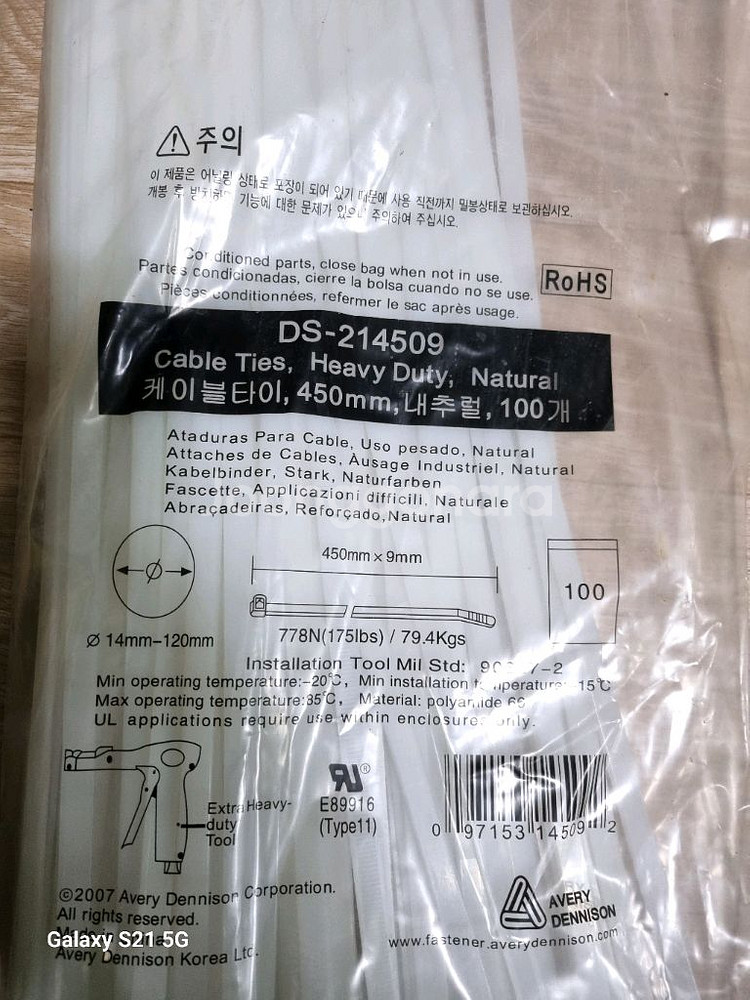 주의
이 제품은 어닐링 상태로 포장이 되어 있기 때문에 사용 직전까지 밀봉상태로 보관하십시오.
개봉 후 기능에 대한 문제가 있으니 주의하여 주십시오.
Conditioned parts, close bag when not in use.
Partes condicionadas, cierre la bolsa cuando no se use.
Pièces conditionnées, refermer le sac après usage.
RoHS
DS-214509
Cable Ties, Heavy Duty, Natural
케이블타이, 450mm, 내추럴, 100개
Ataduras Para Cable, Uso pesado, Natural
Attaches de Cables, Àusage Industriel, Natural
Kabelbinder, Stark, Naturfarben
Fascette, Applicazioni difficili, Naturale
Abraçadeiras, Reforçado,Natural
450mm×9mm
100
Ø 14mm-120mm
778N(175lbs) / 79.4Kgs
Installation Tool Mil Std:
Min operating temperature:-20℃, Min installation temperature: 15℃
Max operating temperature:85℃, Material: polyamide
UL applications require use within enclosures only.
Extra Heavy-
duty
Tool
E89916
(Type11)
0 97153 14509 2
©2007 Avery Dennison Corporation.
All rights reserved.
Made in
Avery Dennison Korea Ltd.
AVERY
DENNISON
www.fastener.averydennison.com
Galaxy S21 5G